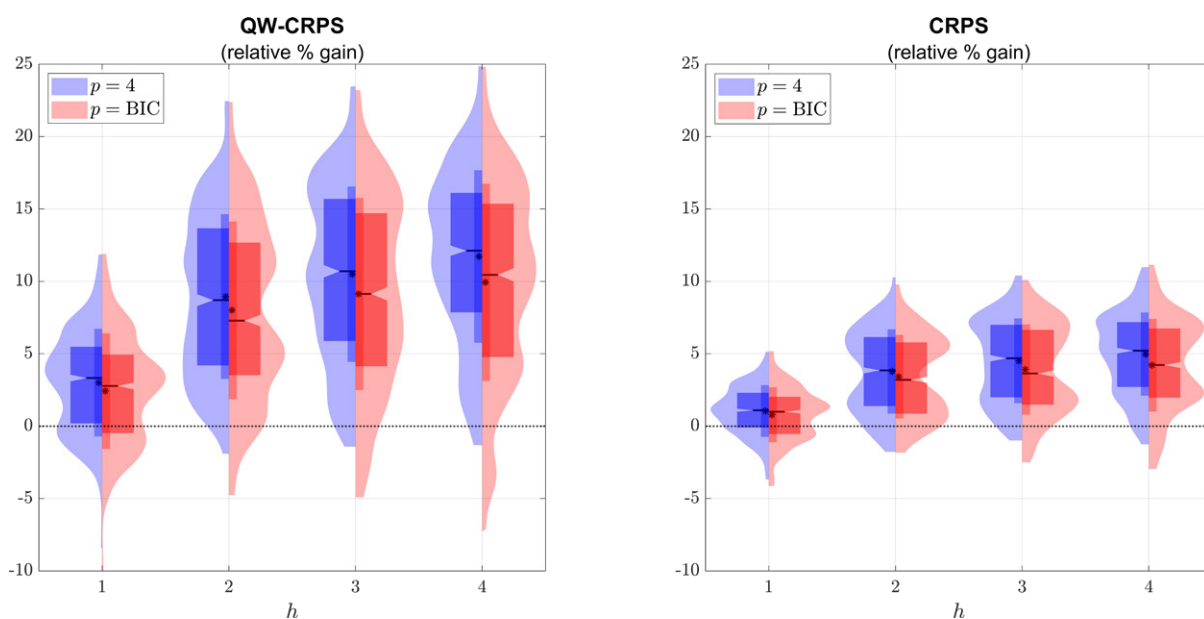 QW-CRPS
(relative % gain)
25
20
15
10
5
0
-5
-10
p = 4
p = BIC
1 2 3 4
h
CRPS
(relative % gain)
25
20
15
10
5
0
-5
-10
p = 4
p = BIC
1 2 3 4
h